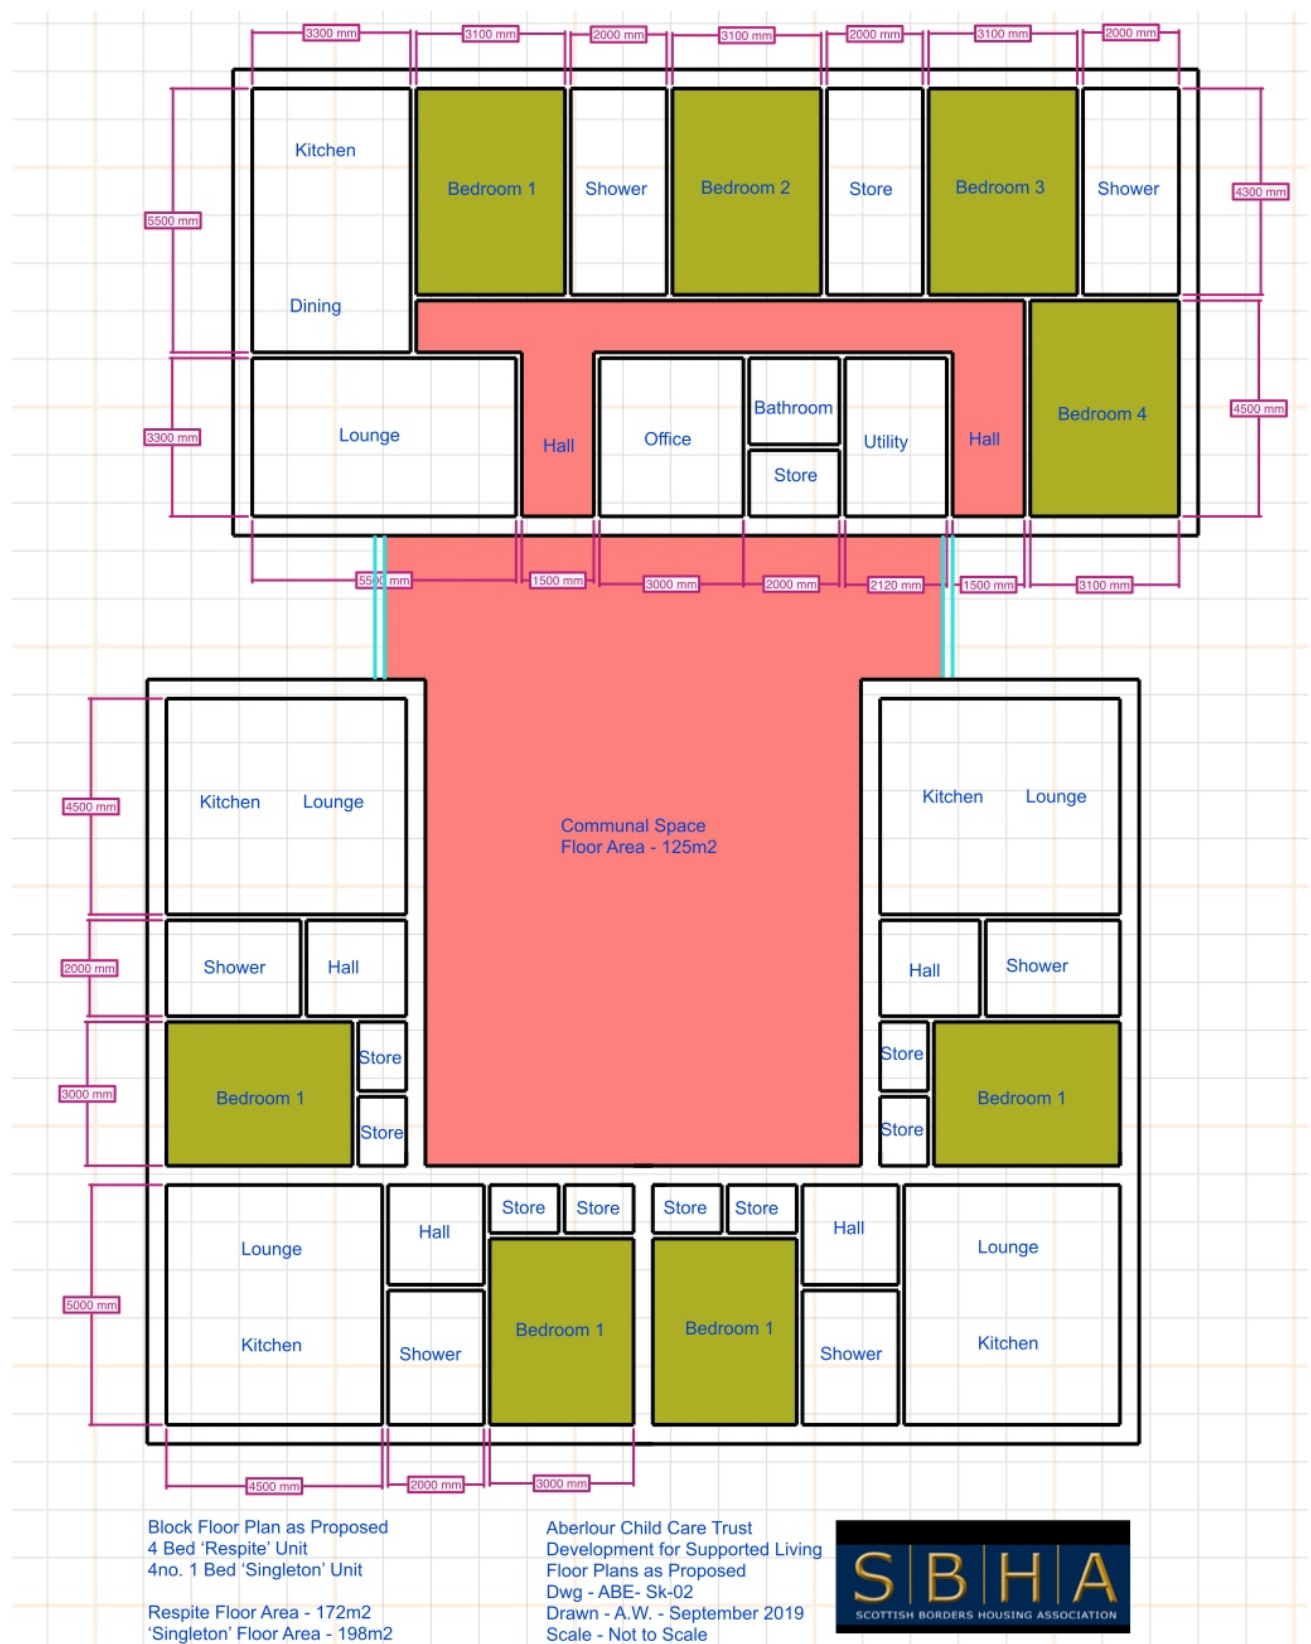 3300 mm
3100 mm
2000 mm
3100 mm
2000 mm
3100 mm
2000 mm
Kitchen
Bedroom 1
Shower
Bedroom 2
Store
Bedroom 3
Shower
4300 mm
5500 mm
Dining
Bedroom 4
4500 mm
3300 mm
Lounge
Hall
Office
Bathroom
Store
Utility
Hall
5500 mm
1500 mm
3000 mm
2000 mm
2120 mm
1500 mm
3100 mm
4500 mm
Kitchen
Lounge
Kitchen
Lounge
Communal Space
Floor Area - 125m2
2000 mm
Shower
Hall
Hall
Shower
3000 mm
Bedroom 1
Store
Store
Store
Store
Bedroom 1
5000 mm
Lounge
Kitchen
Hall
Shower
Store
Store
Bedroom 1
Store
Store
Bedroom 1
Hall
Shower
Lounge
Kitchen
4500 mm
2000 mm
3000 mm
Block Floor Plan as Proposed
4 Bed ‘Respite’ Unit
4no. 1 Bed ‘Singleton’ Unit
Respite Floor Area - 172m2
‘Singleton’ Floor Area - 198m2
Aberlour Child Care Trust
Development for Supported Living
Floor Plans as Proposed
Dwg - ABE- Sk-02
Drawn - A.W. - September 2019
Scale - Not to Scale
SBHA
SCOTTISH BORDERS HOUSING ASSOCIATION